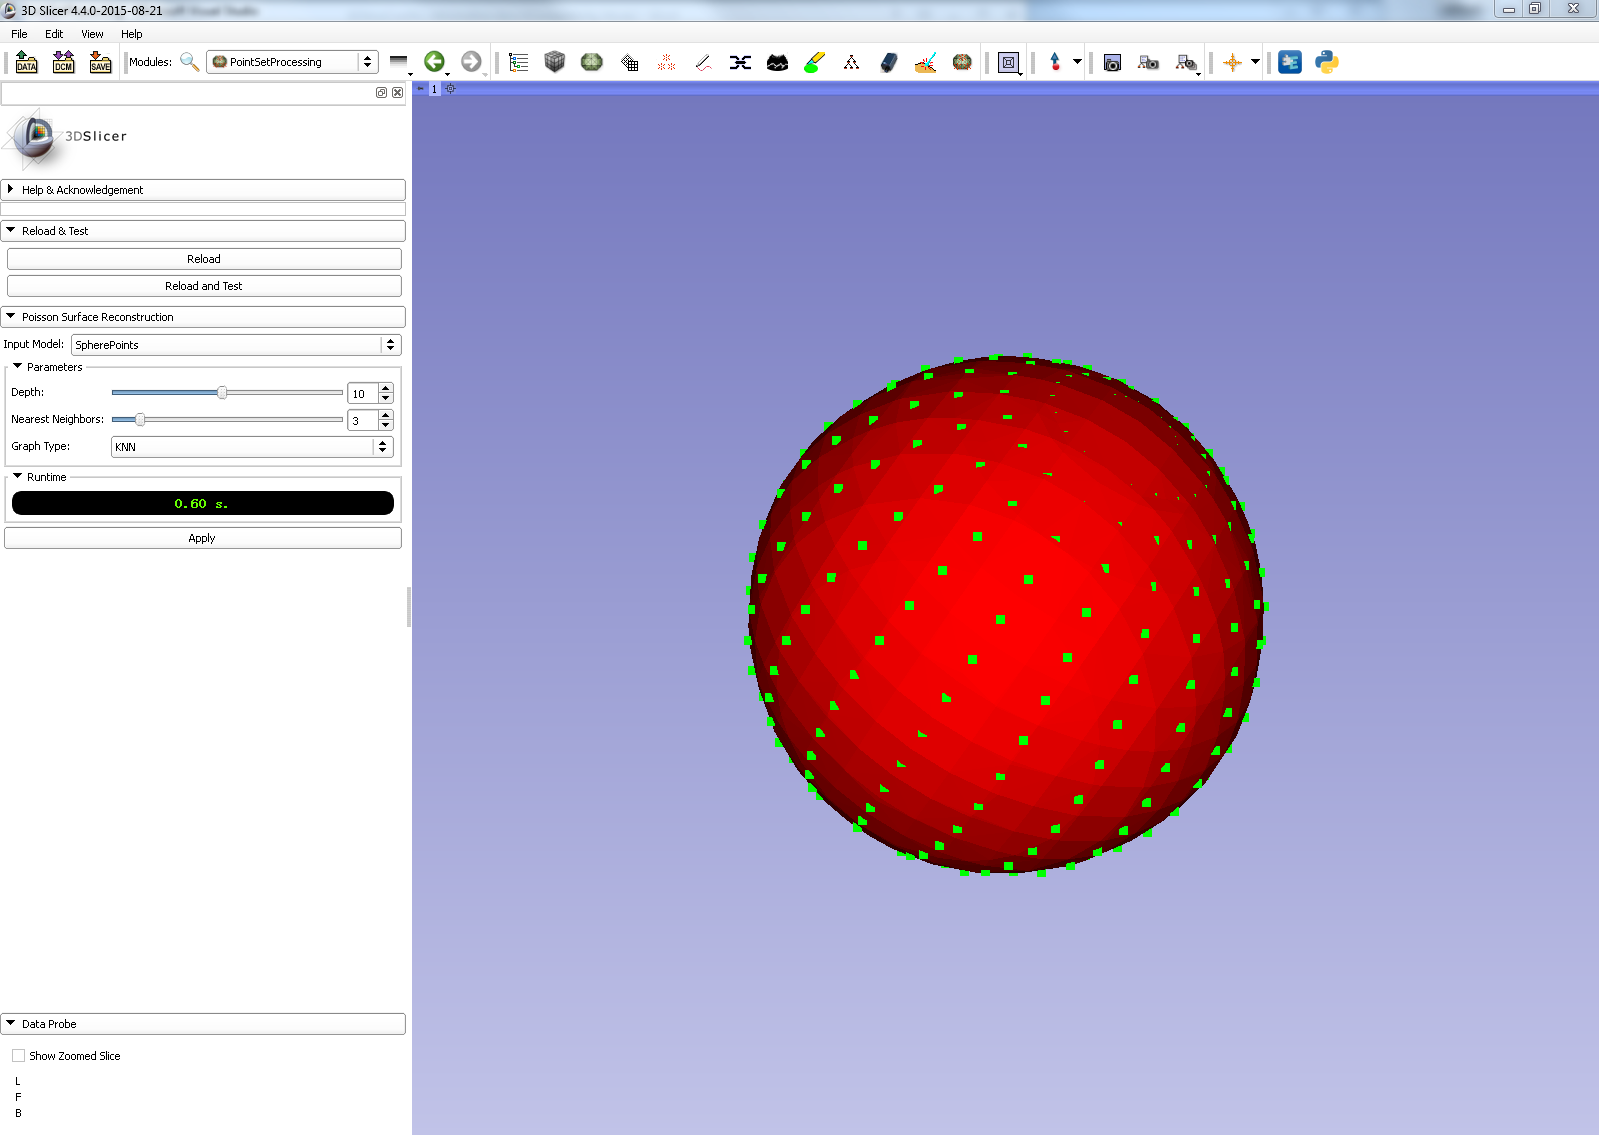 3D Slicer 4.4.0-2015-08-21
File Edit View Help
DATA DCM SAVE Modules: PointSetProcessing
1
3DSlicer
Help & Acknowledgement
Reload & Test
Reload
Reload and Test
Poisson Surface Reconstruction
Input Model: SpherePoints
Parameters
Depth: 10
Nearest Neighbors: 3
Graph Type: KNN
Runtime
0.60 s.
Apply
Data Probe
Show Zoomed Slice
L
F
B